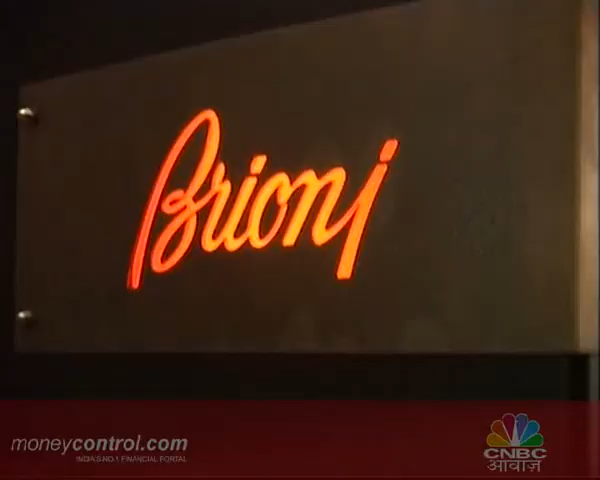 Brioni
moneycontrol.com
INDIA'S NO.1 FINANCIAL PORTAL
CNBC
आवाज़